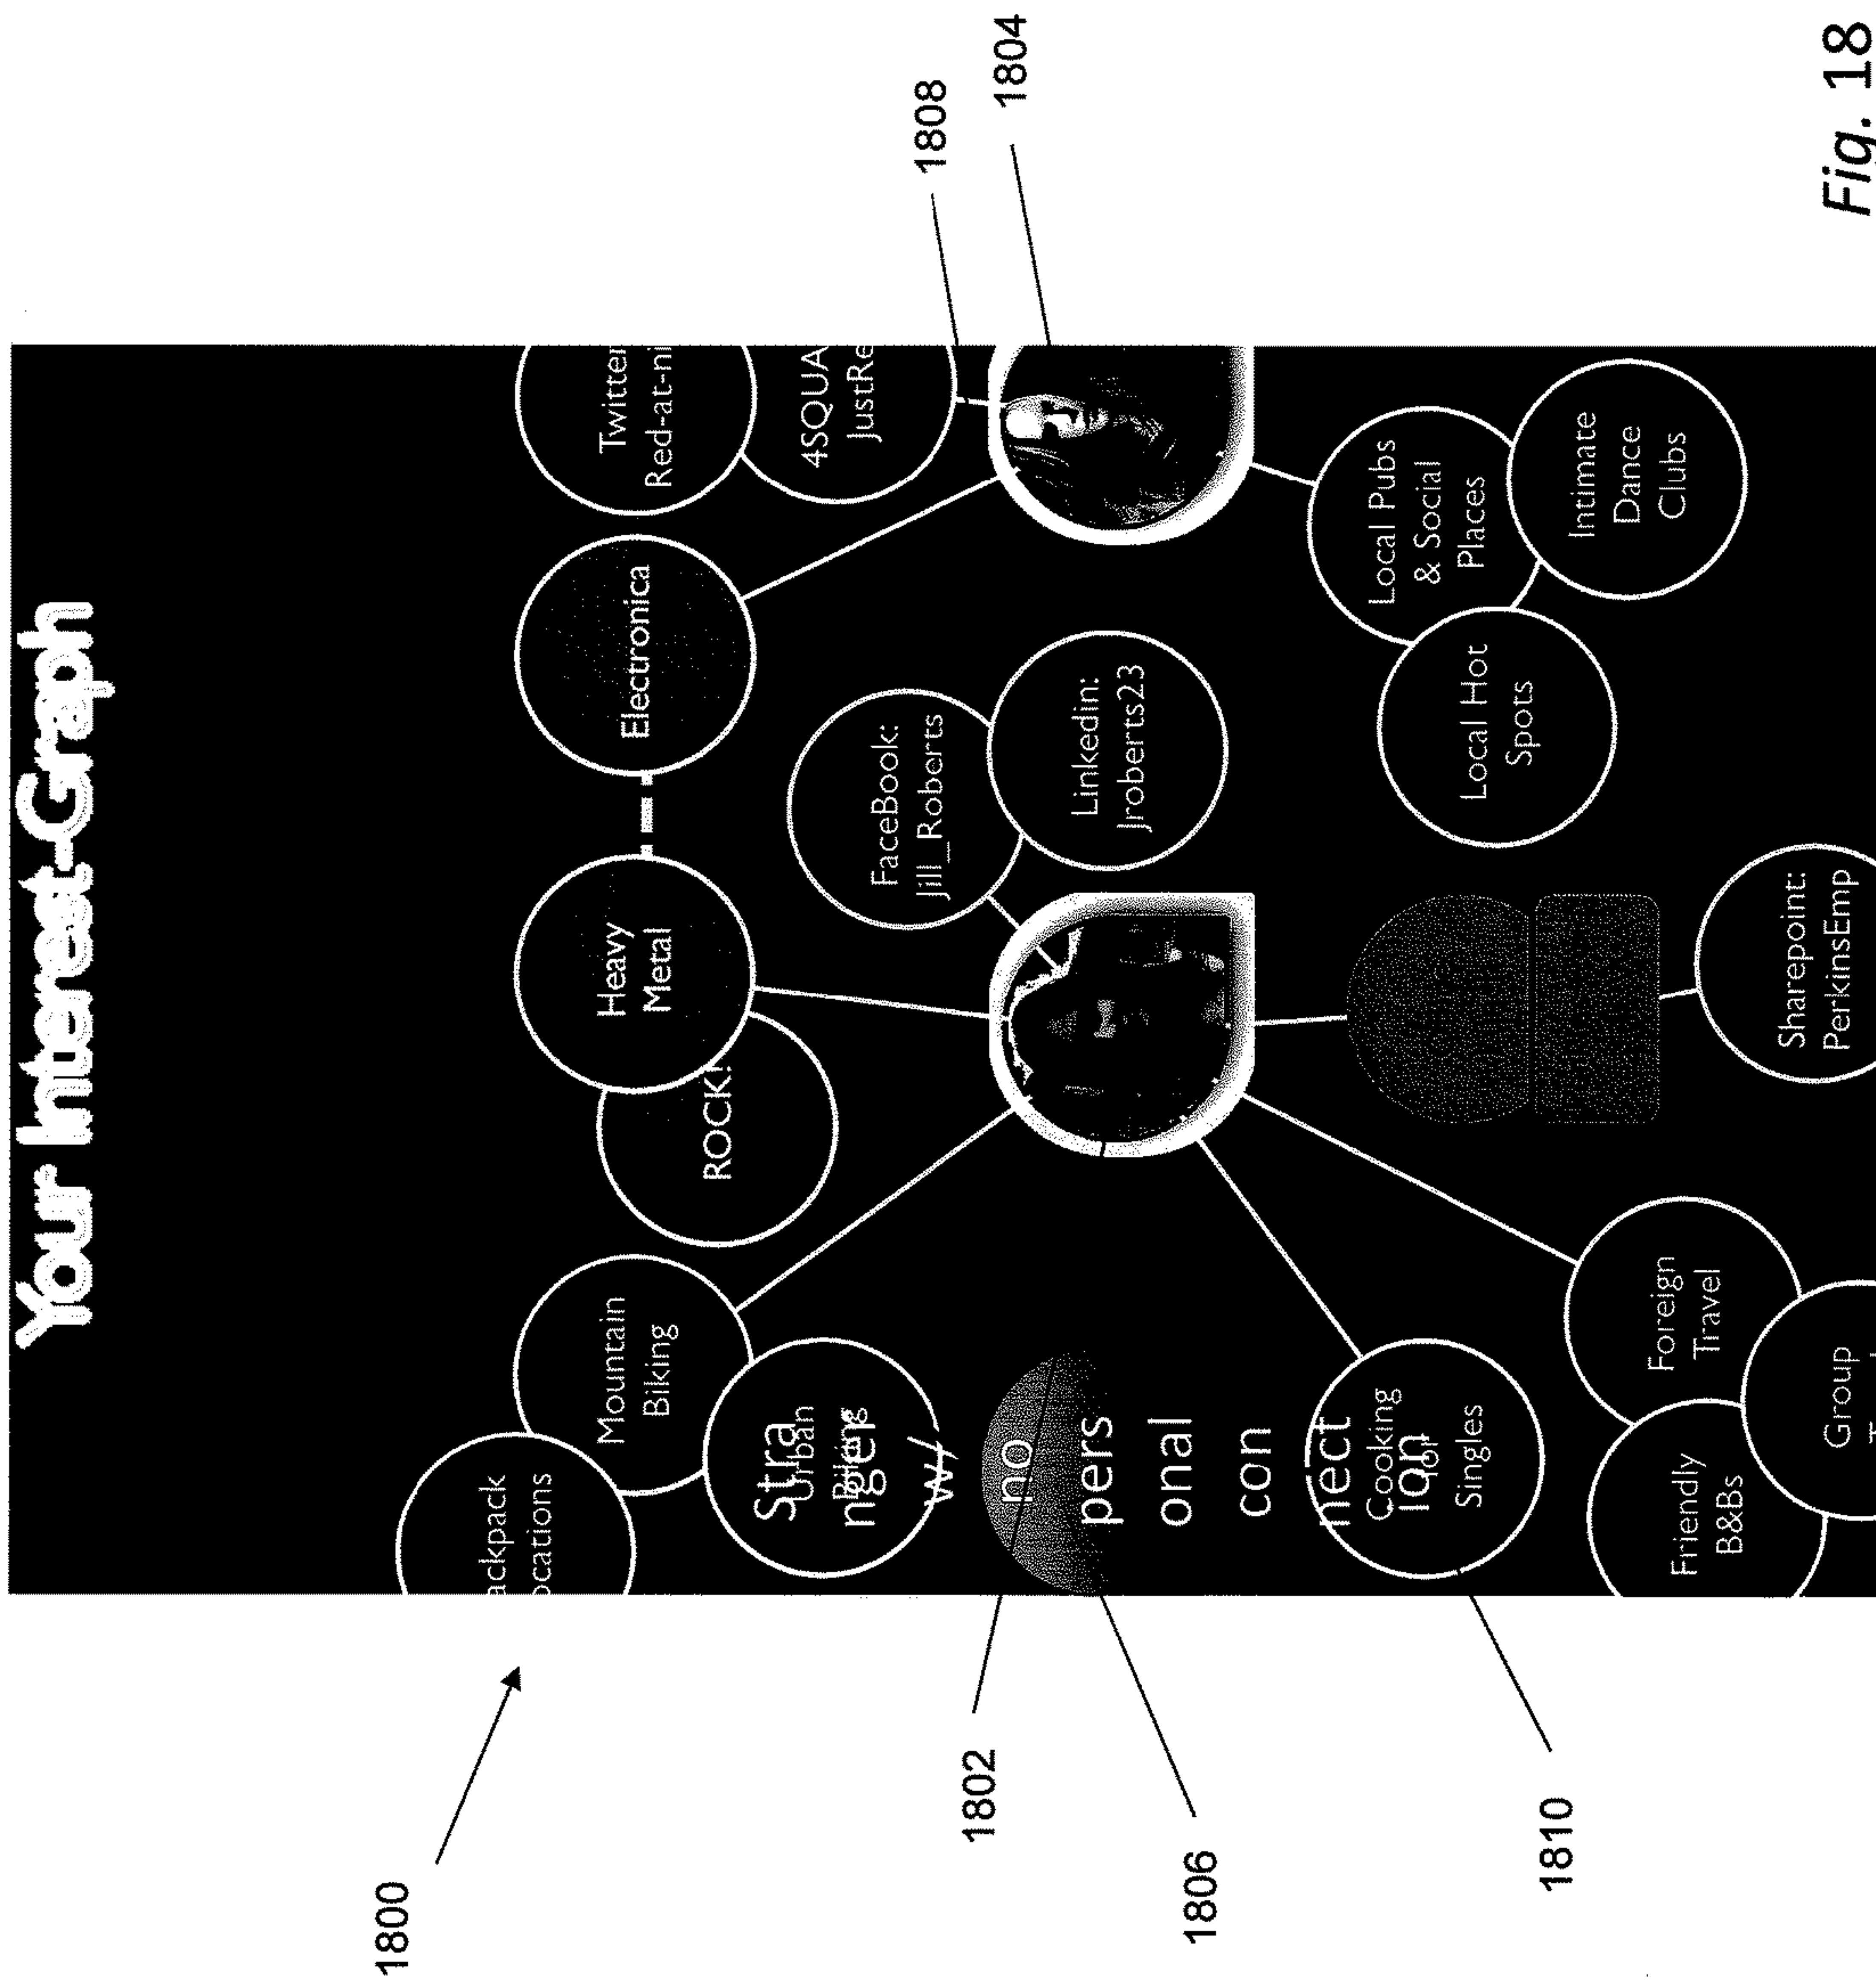 Your Interest-Graph
ackpack
ocations
Mountain
Biking
ROCK!
Heavy
Metal
Electronica
Twitter
Red-at-ni
4SQUA
JustRe
Urban
Biking
FaceBook:
Jill_Roberts
Linkedin:
Jroberts23
Stra
nger
w/
no
pers
onal
con
nect
ion
Cooking
for
Singles
Local Pubs
& Social
Places
Local Hot
Spots
Intimate
Dance
Clubs
Foreign
Travel
Friendly
B&Bs
Group
Sharepoint:
PerkinsEmp
1800
1802
1806
1810
1808
1804
Fig. 18